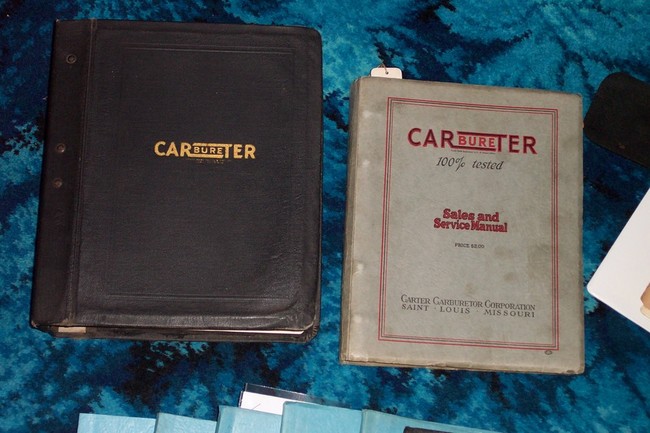 CARBURETER
CARBURETER
100% tested
Sales and
Service Manual
CARTER CARBURETOR CORPORATION
SAINT · LOUIS · MISSOURI